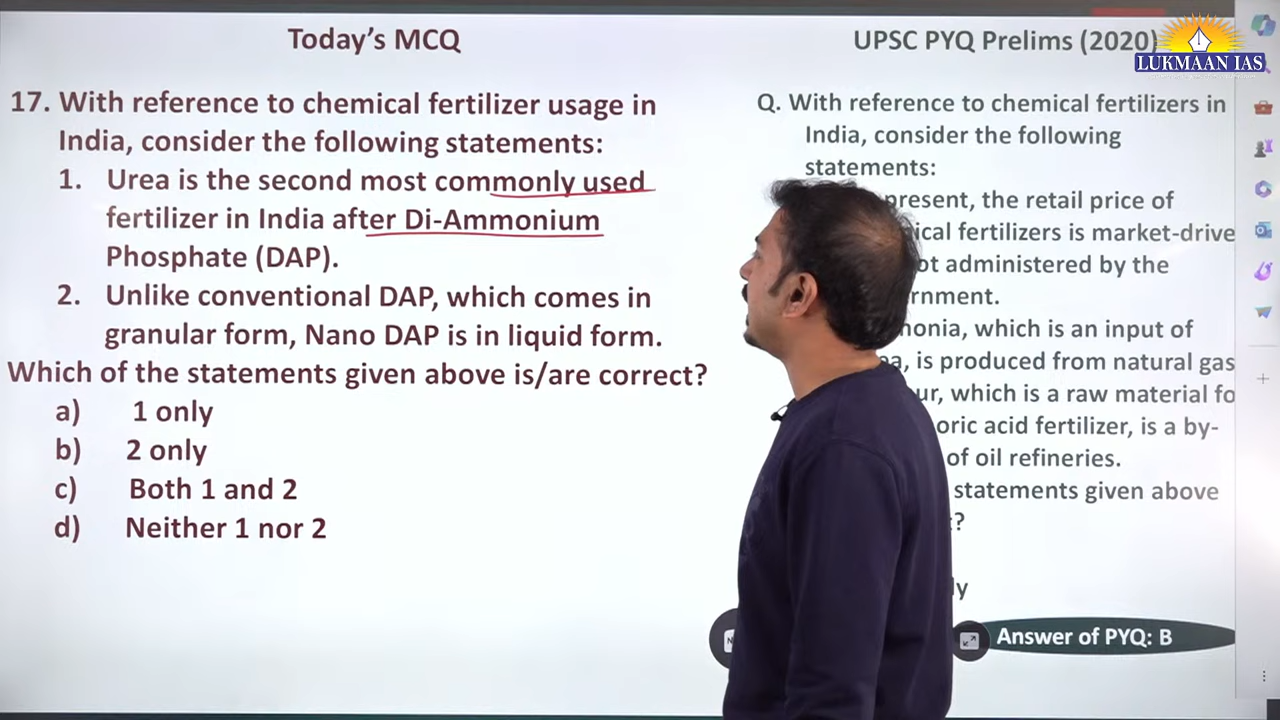 Today's MCQ
17. With reference to chemical fertilizer usage in
India, consider the following statements:
1. Urea is the second most commonly used
fertilizer in India after Di-Ammonium
Phosphate (DAP).
2. Unlike conventional DAP, which comes in
granular form, Nano DAP is in liquid form.
Which of the statements given above is/are correct?
a) 1 only
b) 2 only
c) Both 1 and 2
d) Neither 1 nor 2
UPSC PYQ Prelims (2020)
LUKMAAN IAS
Q. With reference to chemical fertilizers in
India, consider the following
statements:
present, the retail price of
ical fertilizers is market-drive
ot administered by the
rnment.
onia, which is an input of
, is produced from natural gas
ur, which is a raw material fo
oric acid fertilizer, is a by-
of oil refineries.
statements given above
?
ly
Answer of PYQ: B